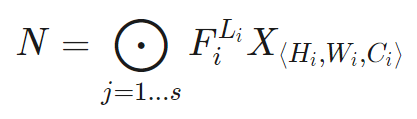 N = ⨀_{j=1...s} F_i^{L_i} X_{⟨H_i,W_i,C_i⟩}